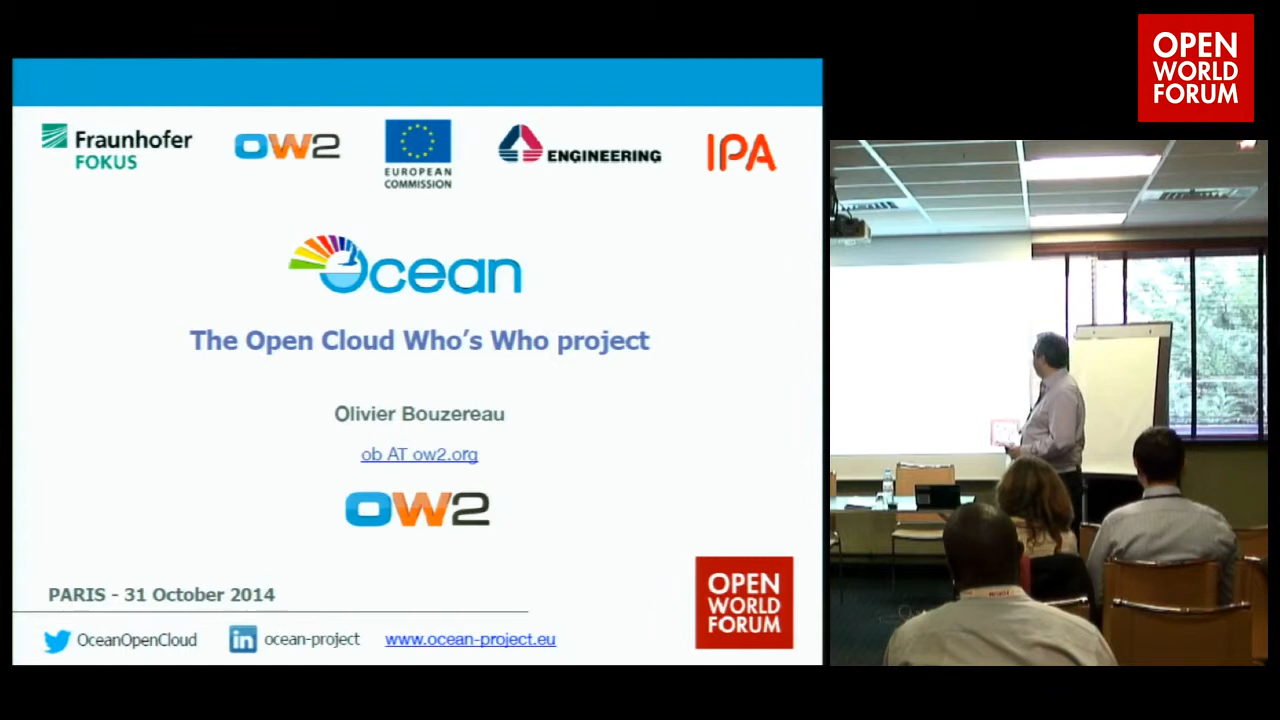 OPEN
WORLD
FORUM
Fraunhofer
FOKUS
OW2
EUROPEAN
COMMISSION
ENGINEERING
IPA
Ocean
The Open Cloud Who's Who project
Olivier Bouzereau
ob AT ow2.org
OW2
PARIS - 31 October 2014
OPEN
WORLD
FORUM
OceanOpenCloud
in
ocean-project
www.ocean-project.eu